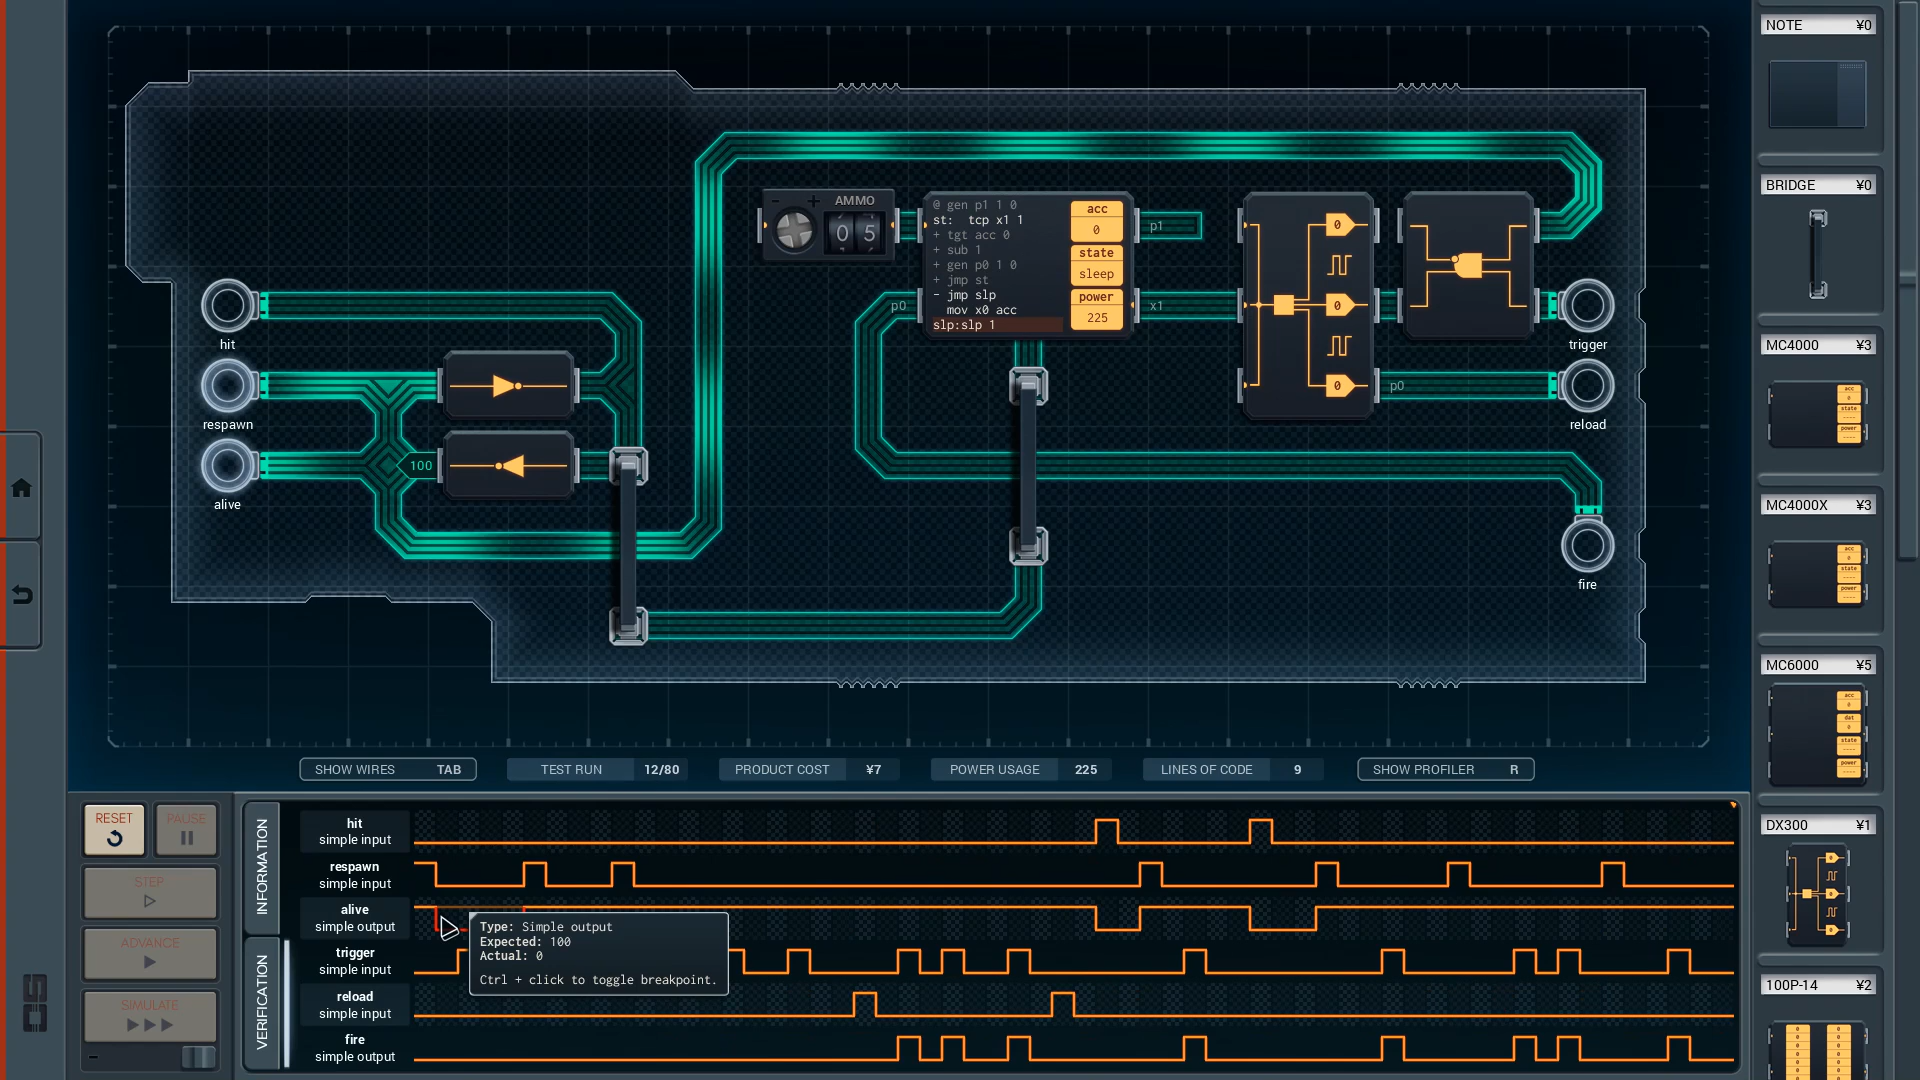 NOTE ¥0
BRIDGE ¥0
MC4000 ¥3
MC4000X ¥3
MC6000 ¥5
DX300 ¥1
100P-14 ¥2
hit
respawn
alive
100
AMMO
05
@ gen p1 1 0
st:  tcp x1 1
+ tgt acc 0
+ sub 1
+ gen p0 1 0
+ jmp st
- jmp slp
mov x0 acc
slp:slp 1
acc
0
state
sleep
power
225
p1
p0
x1
0
0
0
p0
trigger
reload
fire
SHOW WIRES TAB
TEST RUN 12/80
PRODUCT COST ¥7
POWER USAGE 225
LINES OF CODE 9
SHOW PROFILER R
RESET
PAUSE
STEP
ADVANCE
SIMULATE
INFORMATION
VERIFICATION
hit
simple input
respawn
simple input
alive
simple output
trigger
simple input
reload
simple input
fire
simple output
Type: Simple output
Expected: 100
Actual: 0
Ctrl + click to toggle breakpoint.